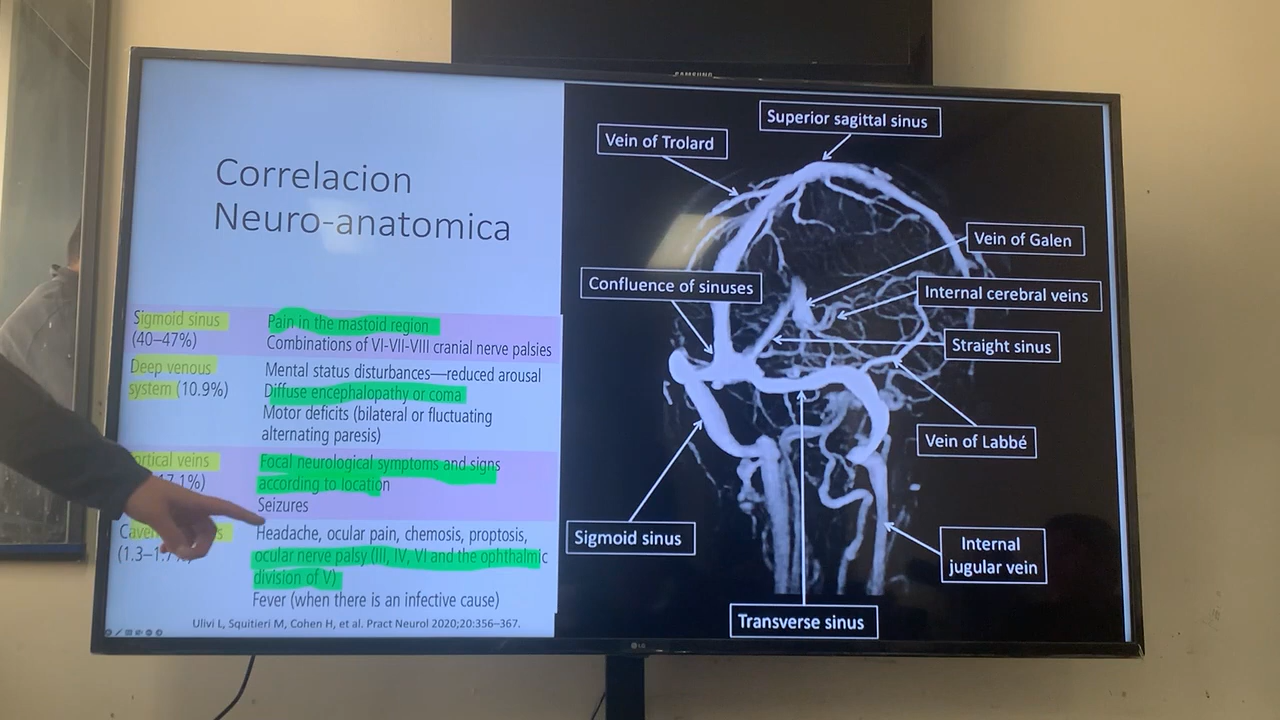 SAMSUNG
Correlacion
Neuro-anatomica
Sigmoid sinus
(40–47%)
Pain in the mastoid region
Combinations of VI-VII-VIII cranial nerve palsies
Deep venous
system (10.9%)
Mental status disturbances—reduced arousal
Diffuse encephalopathy or coma
Motor deficits (bilateral or fluctuating
alternating paresis)
veins
Focal neurological symptoms and signs
according to location
Seizures
Headache, ocular pain, chemosis, proptosis,
ocular nerve palsy (III, IV, VI and the ophthalmic
division of V)
Fever (when there is an infective cause)
Ulivi L, Squitieri M, Cohen H, et al. Pract Neurol 2020;20:356–367.
Superior sagittal sinus
Vein of Trolard
Vein of Galen
Confluence of sinuses
Internal cerebral veins
Straight sinus
Vein of Labbé
Sigmoid sinus
Internal
jugular vein
Transverse sinus
LG